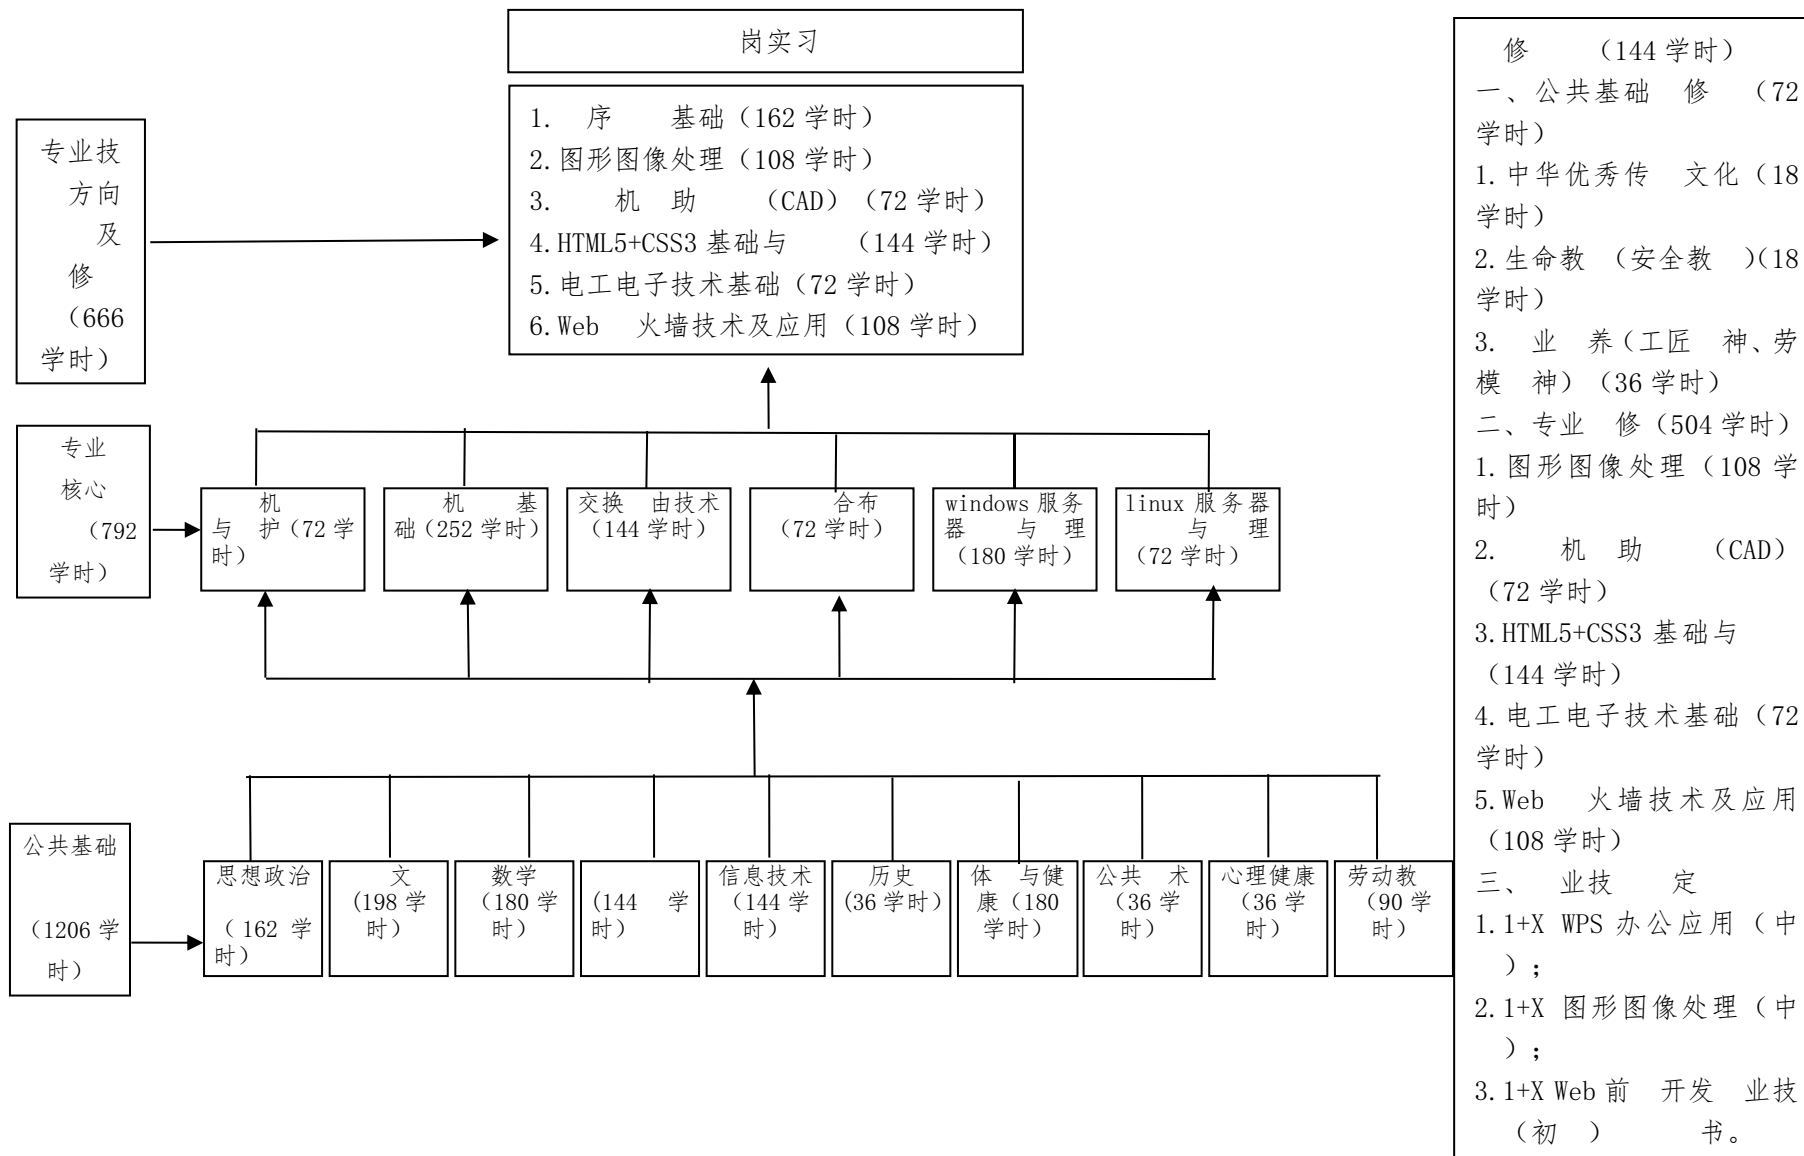 岗实习
1. 序 基础（162 学时）
2.图形图像处理（108 学时）
3. 机 助 （CAD）（72 学时）
4.HTML5+CSS3 基础与 （144 学时）
5.电工电子技术基础（72 学时）
6.Web 火墙技术及应用（108 学时）
专业技
方向
及
修
（666
学时）
专业
核心
（792
学时）
机
与 护（72 学
时）
机 基
础（252 学时）
交换 由技术
（144 学时）
合布
（72 学时）
windows 服务
器 与 理
（180 学时）
linux 服务器
与 理
（72 学时）
公共基础
（1206 学
时）
思想政治
（162 学
时）
文
(198 学
时）
数学
（180 学
时）
(144 学
时）
信息技术
（144 学
时）
历史
(36 学时）
体 与健
康（180
学时）
公共 术
（36 学
时）
心理健康
（36 学
时）
劳动教
（90 学
时）
修 （144 学时）
一、公共基础 修 （72
学时）
1.中华优秀传 文化（18
学时）
2.生命教 （安全教 ）（18
学时）
3. 业 养（工匠 神、劳
模 神）（36 学时）
二、专业 修（504 学时）
1.图形图像处理（108 学
时）
2. 机 助 （CAD）
（72 学时）
3.HTML5+CSS3 基础与
（144 学时）
4.电工电子技术基础（72
学时）
5.Web 火墙技术及应用
（108 学时）
三、 业技 定
1.1+X WPS 办公应用（中
）；
2.1+X 图形图像处理（中
）；
3.1+X Web 前 开发 业技
（初 ） 书。